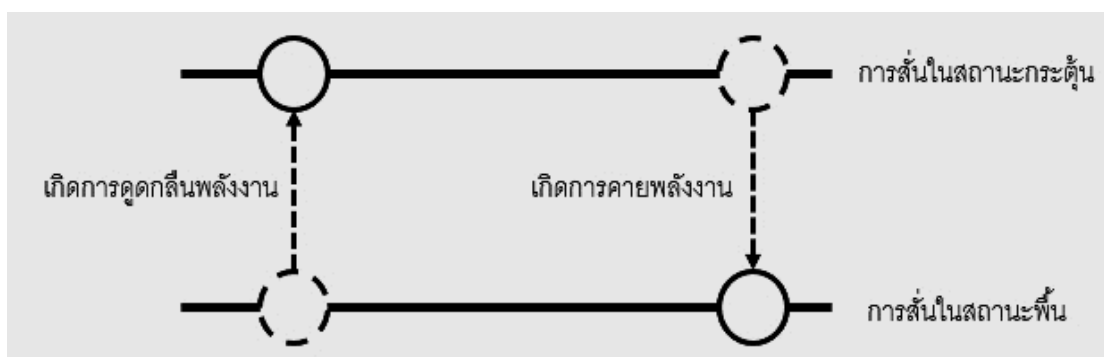 การสั่นในสถานะกระตุ้น
เกิดการดูดกลืนพลังงาน
เกิดการคายพลังงาน
การสั่นในสถานะพื้น